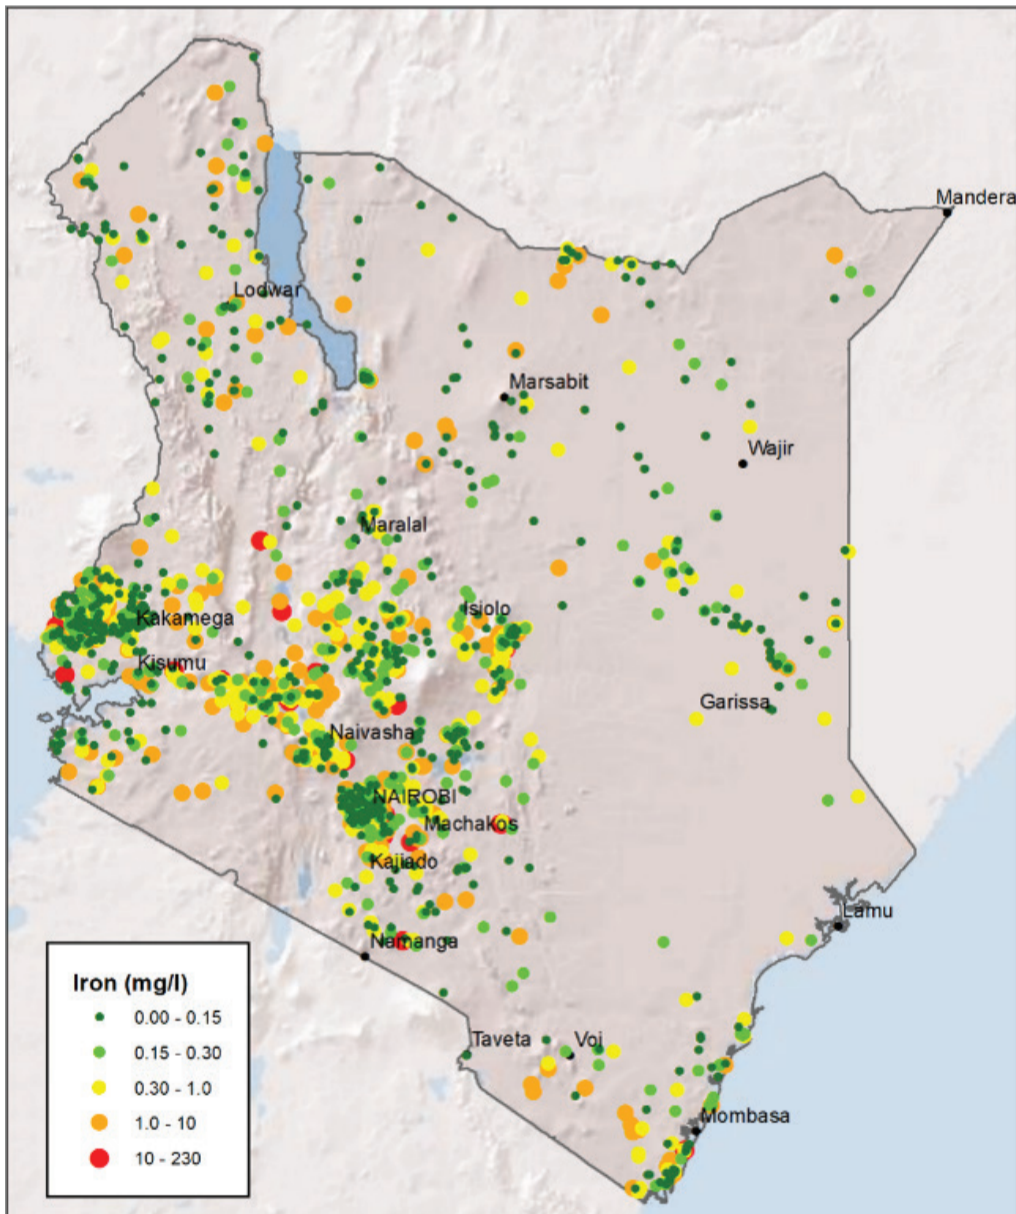 Mandera
Lodwar
Marsabit
Wajir
Maralal
Isiolo
Kakamega
Kisumu
Garissa
Naivasha
NAIROBI
Machakos
Kajiado
Lamu
Namanga
Taveta
Voi
Mombasa
Iron (mg/l)
0.00 - 0.15
0.15 - 0.30
0.30 - 1.0
1.0 - 10
10 - 230